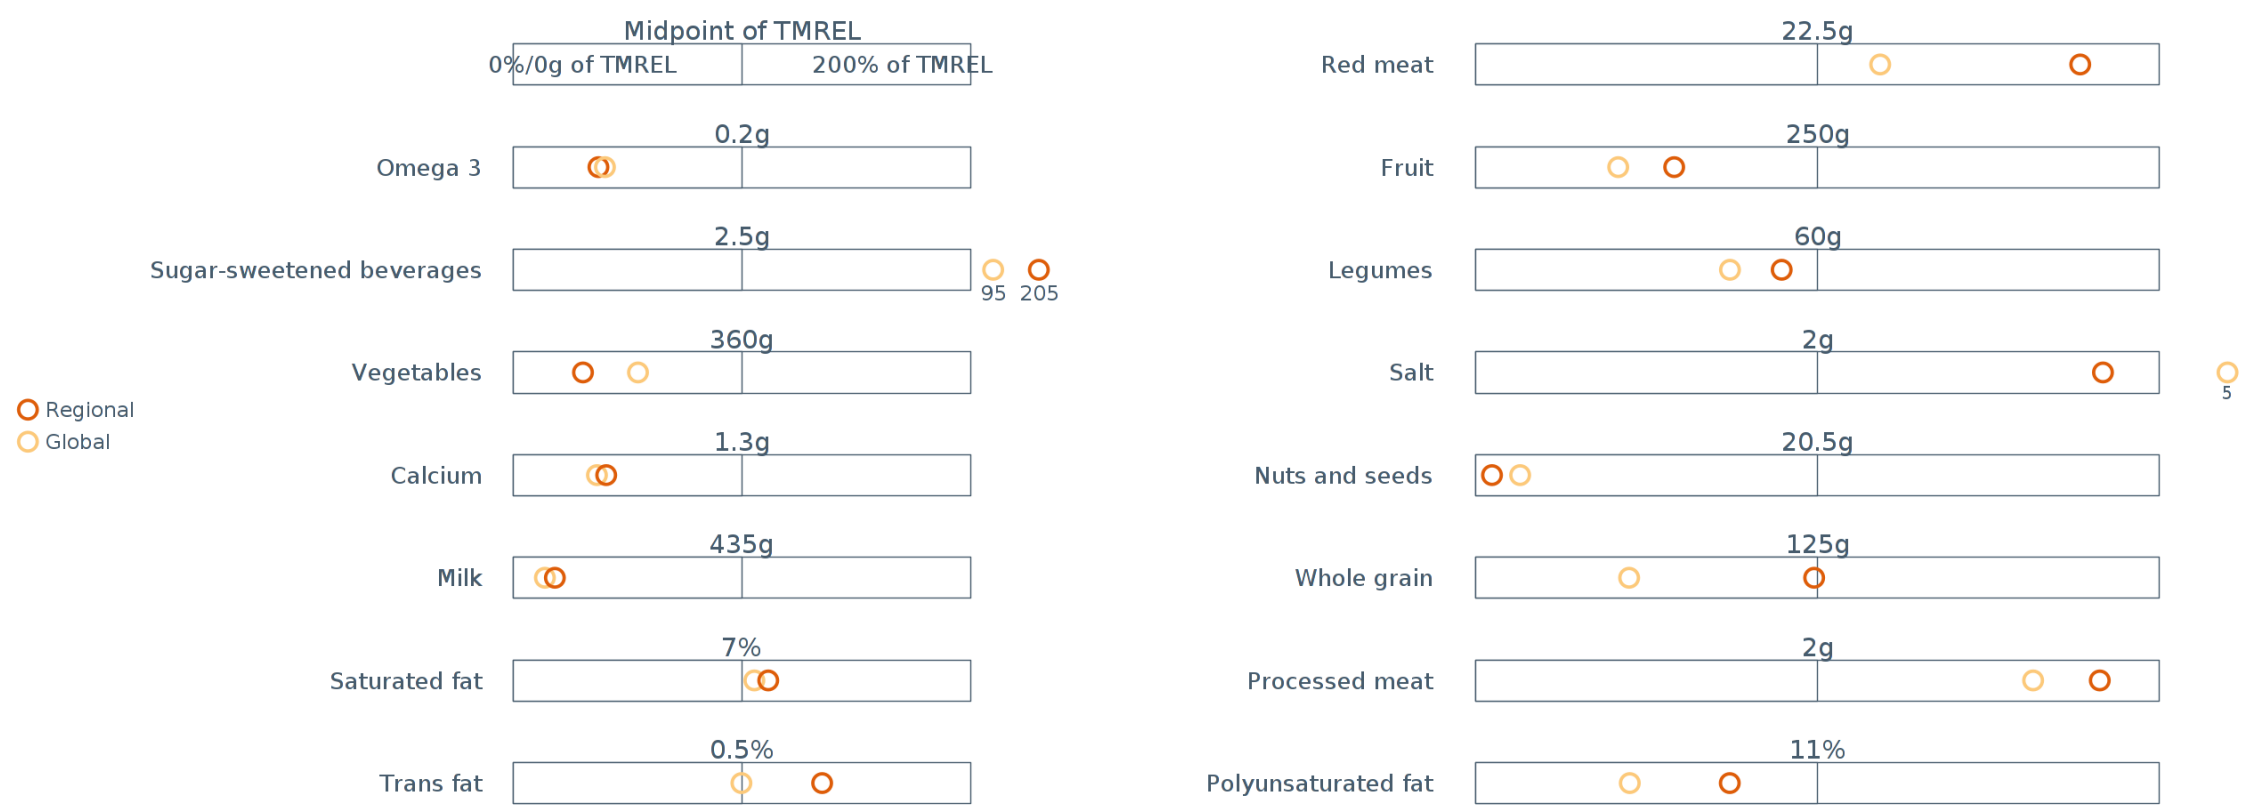 Midpoint of TMREL
0%/0g of TMREL
200% of TMREL
0.2g
Omega 3
2.5g
Sugar-sweetened beverages
95
205
360g
Vegetables
Regional
Global
1.3g
Calcium
435g
Milk
7%
Saturated fat
0.5%
Trans fat
22.5g
Red meat
250g
Fruit
60g
Legumes
2g
Salt
5
20.5g
Nuts and seeds
125g
Whole grain
2g
Processed meat
11%
Polyunsaturated fat